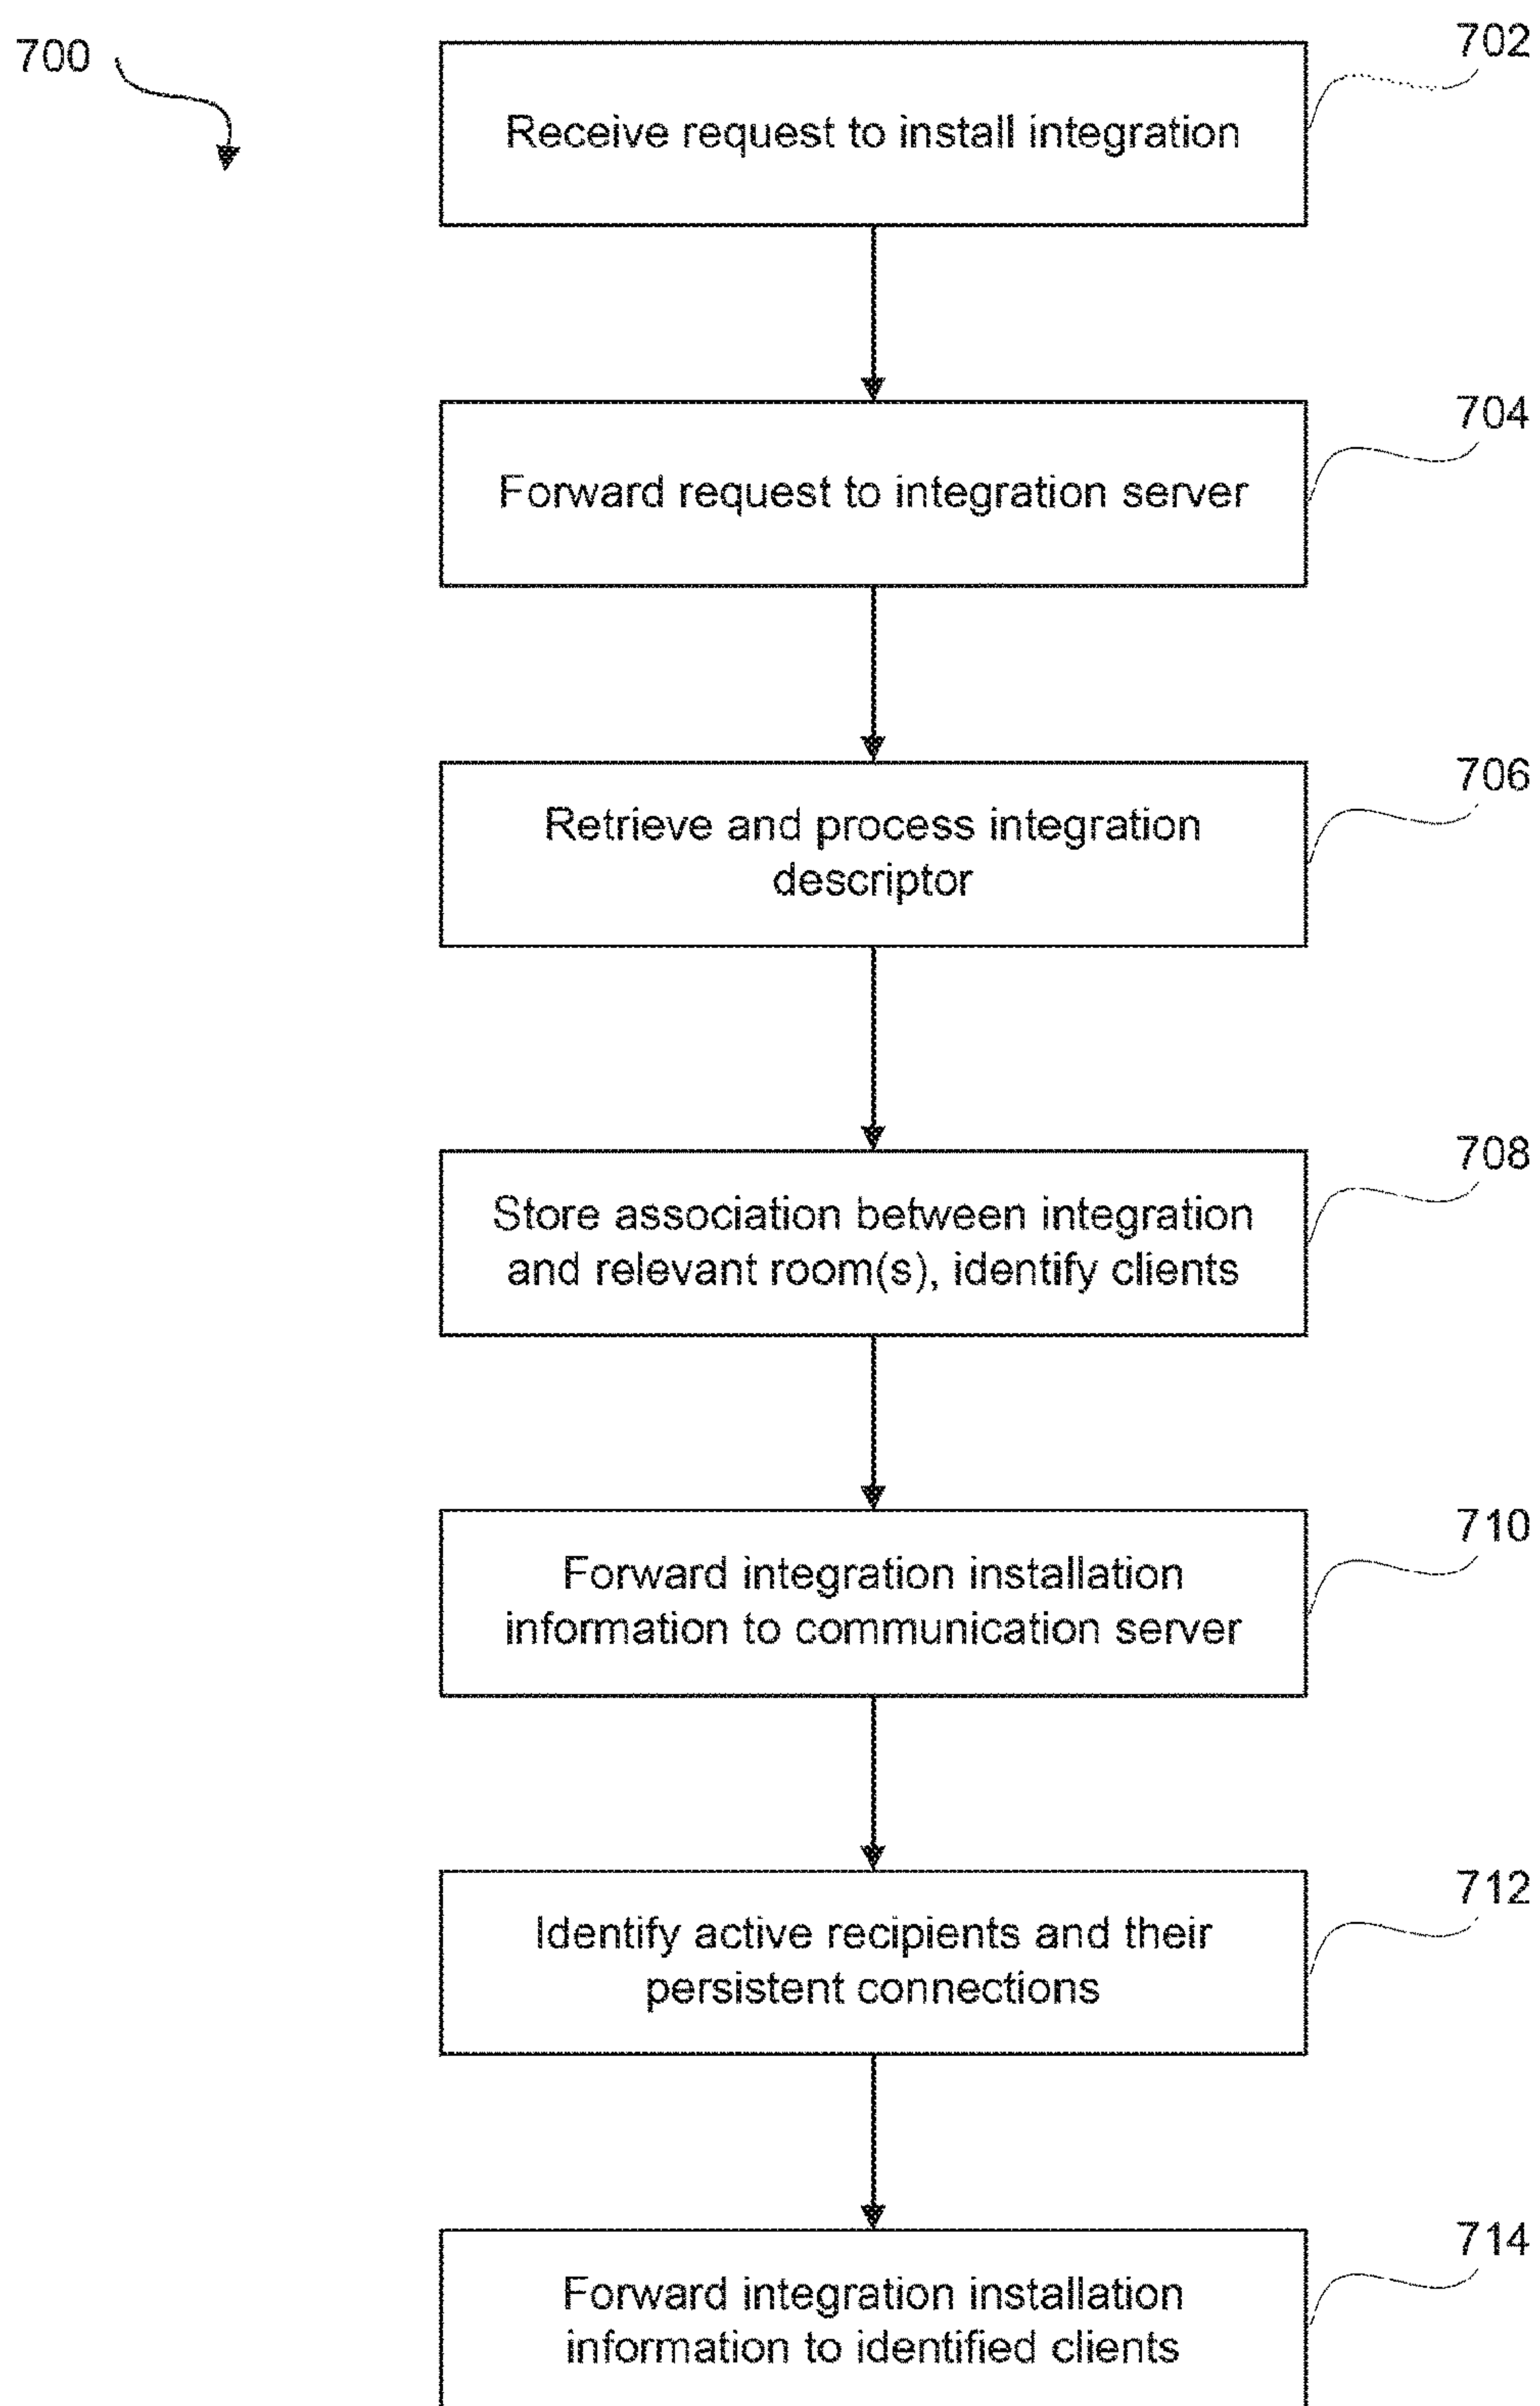 700
702
Receive request to install integration
704
Forward request to integration server
706
Retrieve and process integration
descriptor
708
Store association between integration
and relevant room(s), identify clients
710
Forward integration installation
information to communication server
712
Identify active recipients and their
persistent connections
714
Forward integration installation
information to identified clients